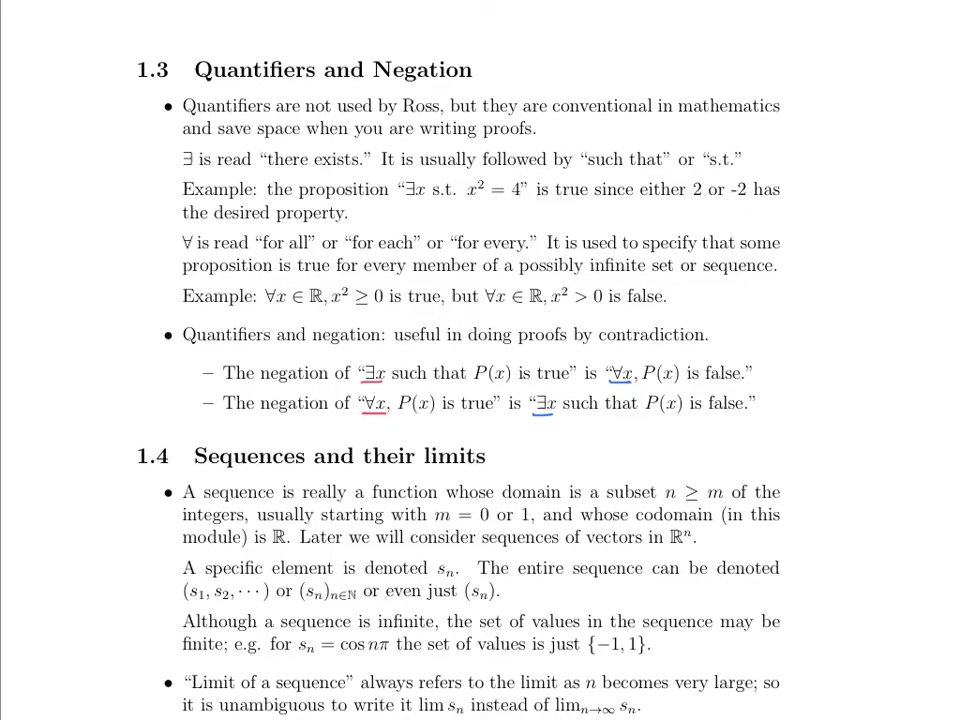 1.3 Quantifiers and Negation
• Quantifiers are not used by Ross, but they are conventional in mathematics
and save space when you are writing proofs.
∃ is read “there exists.” It is usually followed by “such that” or “s.t.”
Example: the proposition “∃x s.t. x² = 4” is true since either 2 or -2 has
the desired property.
∀ is read “for all” or “for each” or “for every.” It is used to specify that some
proposition is true for every member of a possibly infinite set or sequence.
Example: ∀x ∈ ℝ, x² ≥ 0 is true, but ∀x ∈ ℝ, x² > 0 is false.
• Quantifiers and negation: useful in doing proofs by contradiction.
– The negation of “∃x such that P(x) is true” is “∀x, P(x) is false.”
– The negation of “∀x, P(x) is true” is “∃x such that P(x) is false.”
1.4 Sequences and their limits
• A sequence is really a function whose domain is a subset n ≥ m of the
integers, usually starting with m = 0 or 1, and whose codomain (in this
module) is ℝ. Later we will consider sequences of vectors in ℝⁿ.
A specific element is denoted sₙ. The entire sequence can be denoted
(s₁, s₂, ⋯) or (sₙ)n∈ℕ or even just (sₙ).
Although a sequence is infinite, the set of values in the sequence may be
finite; e.g. for sₙ = cos nπ the set of values is just {−1, 1}.
• “Limit of a sequence” always refers to the limit as n becomes very large; so
it is unambiguous to write it lim sₙ instead of limn→∞ sₙ.